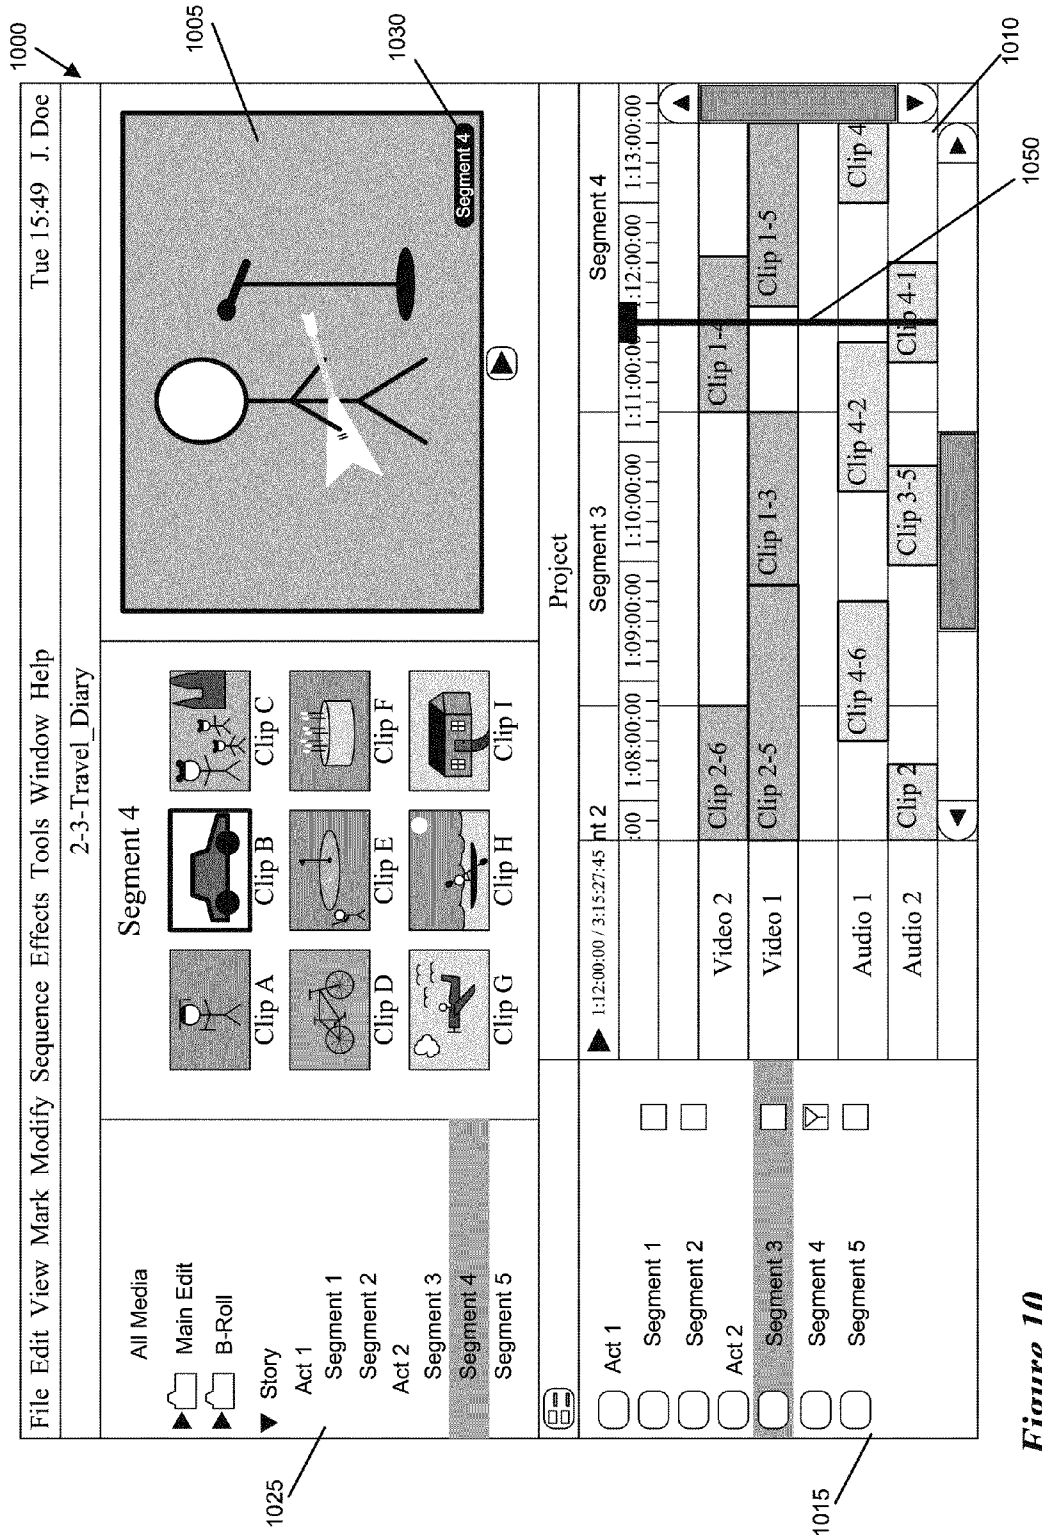 1000
File Edit View Mark Modify Sequence Effects Tools Window Help
Tue 15:49 J. Doe
2-3-Travel_Diary
1005
1030
1025
All Media
Main Edit
B-Roll
Story
Act 1
Segment 1
Segment 2
Act 2
Segment 3
Segment 4
Segment 5
Segment 4
Clip A
Clip B
Clip C
Clip D
Clip E
Clip F
Clip G
Clip H
Clip I
Segment 4
Project
Act 1
Segment 1
Segment 2
Act 2
Segment 3
Segment 4
Segment 5
1:12:00:00 / 3:15:27:45
nt 2
Segment 3
Segment 4
:00
1:08:00:00
1:09:00:00
1:10:00:00
1:11:00:00
1:12:00:00
1:13:00:00
Video 2
Clip 2-6
Clip 1-4
Video 1
Clip 2-5
Clip 1-3
Clip 1-5
Audio 1
Clip 4-6
Clip 4-2
Clip 4
Audio 2
Clip 2
Clip 3-5
Clip 4-1
1010
1050
1015
Figure 10